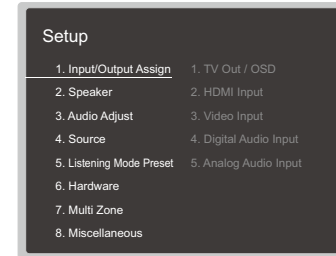 Setup
1. Input/Output Assign
2. Speaker
3. Audio Adjust
4. Source
5. Listening Mode Preset
6. Hardware
7. Multi Zone
8. Miscellaneous
1. TV Out / OSD
2. HDMI Input
3. Video Input
4. Digital Audio Input
5. Analog Audio Input